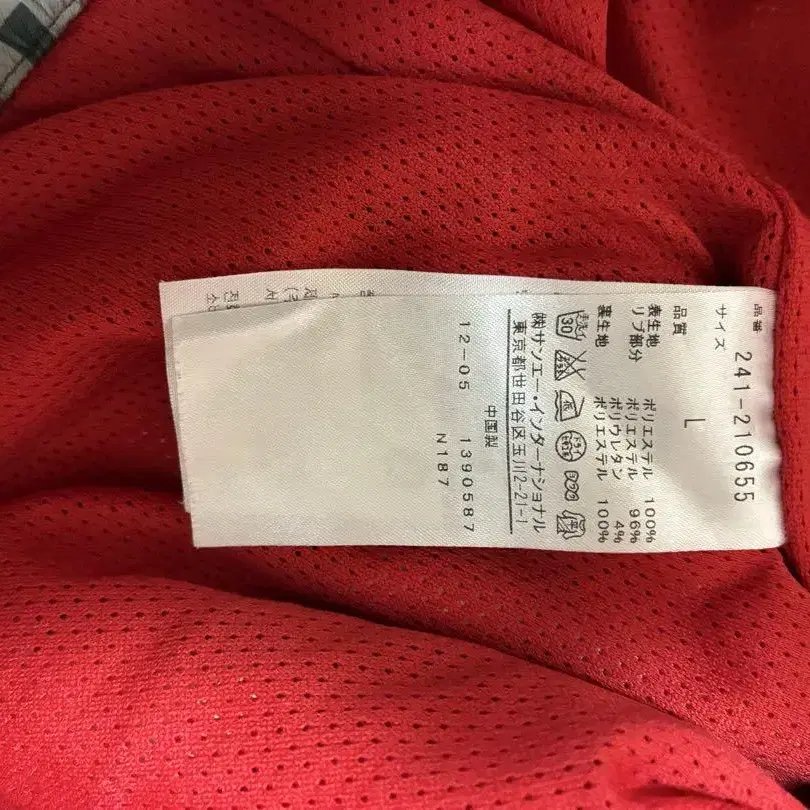 品番 241-210655
サイズ L
品質
表生地 ポリエステル 100%
リブ部分 ポリエステル 96%
ポリウレタン 4%
裏生地 ポリエステル 100%
30
㈱サンエー・インターナショナル
東京都世田谷区玉川2-21-1
中国製
12-05 1390587
N187